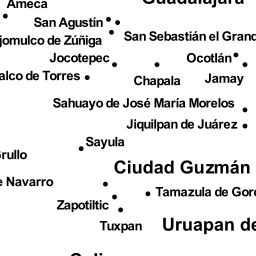 Ameca
Guadalajara
San Agustín
San Sebastián el Grand
jomulco de Zúñiga
Jocotepec
Ocotlán
alco de Torres
Chapala
Jamay
Sahuayo de José María Morelos
Jiquilpan de Juárez
Sayula
Grullo
Ciudad Guzmán
e Navarro
Tamazula de Gord
Zapotiltic
Tuxpan
Uruapan de